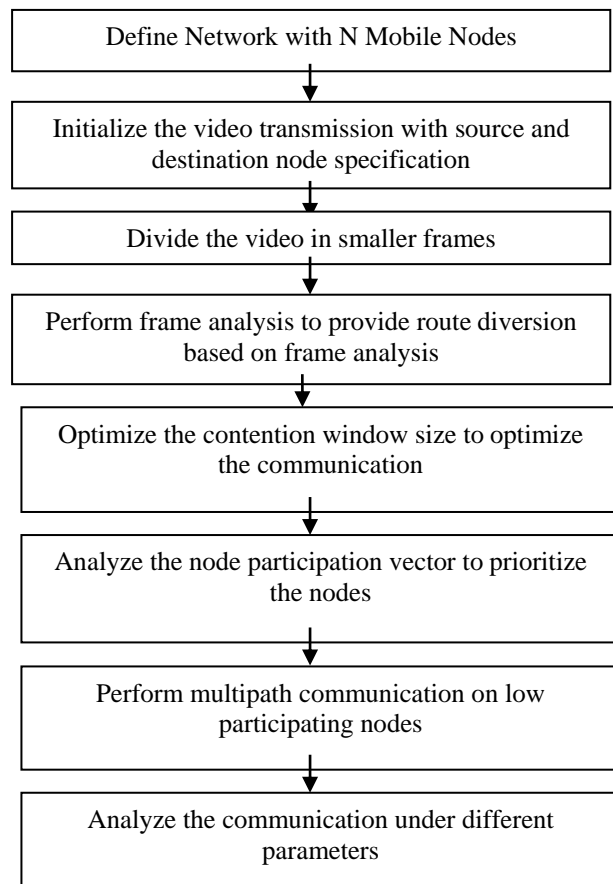 Define Network with N Mobile Nodes
Initialize the video transmission with source and
destination node specification
Divide the video in smaller frames
Perform frame analysis to provide route diversion
based on frame analysis
Optimize the contention window size to optimize
the communication
Analyze the node participation vector to prioritize
the nodes
Perform multipath communication on low
participating nodes
Analyze the communication under different
parameters